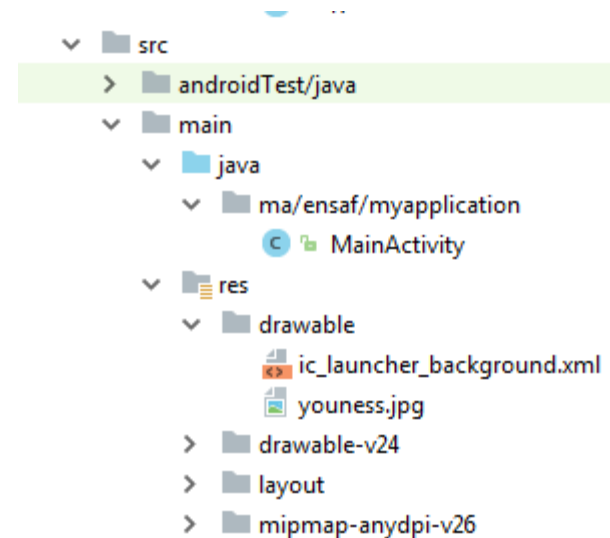 src
androidTest/java
main
java
ma/ensaf/myapplication
C MainActivity
res
drawable
ic_launcher_background.xml
youness.jpg
drawable-v24
layout
mipmap-anydpi-v26